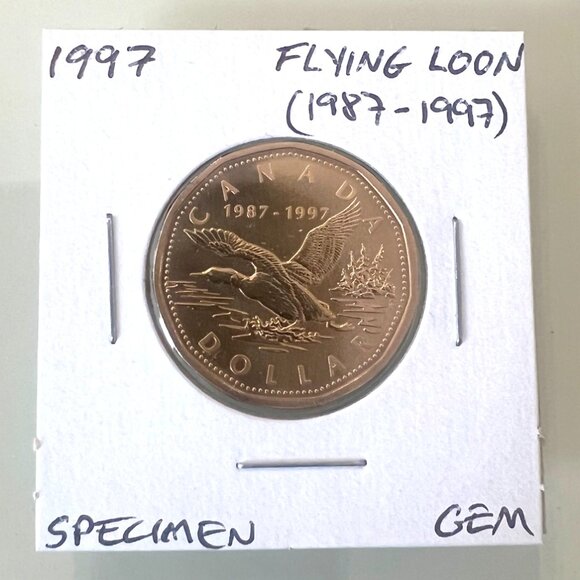 1997 FLYING LOON
(1987-1997)
CANADA
1987-1997
DOLLAR
SPECIMEN GEM